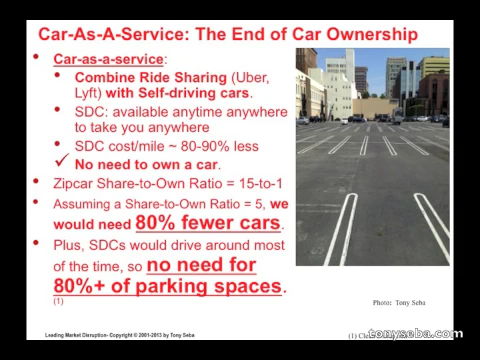 Car-As-A-Service: The End of Car Ownership
• Car-as-a-service:
• Combine Ride Sharing (Uber,
Lyft) with Self-driving cars.
• SDC: available anytime anywhere
to take you anywhere
• SDC cost/mile ~ 80-90% less
✓ No need to own a car.
• Zipcar Share-to-Own Ratio = 15-to-1
• Assuming a Share-to-Own Ratio = 5, we
would need 80% fewer cars.
• Plus, SDCs would drive around most
of the time, so no need for
80%+ of parking spaces.
(1)
Photo: Tony Seba
Leading Market Disruption- Copyright © 2001-2013 by Tony Seba
(1)
tonyseba.com